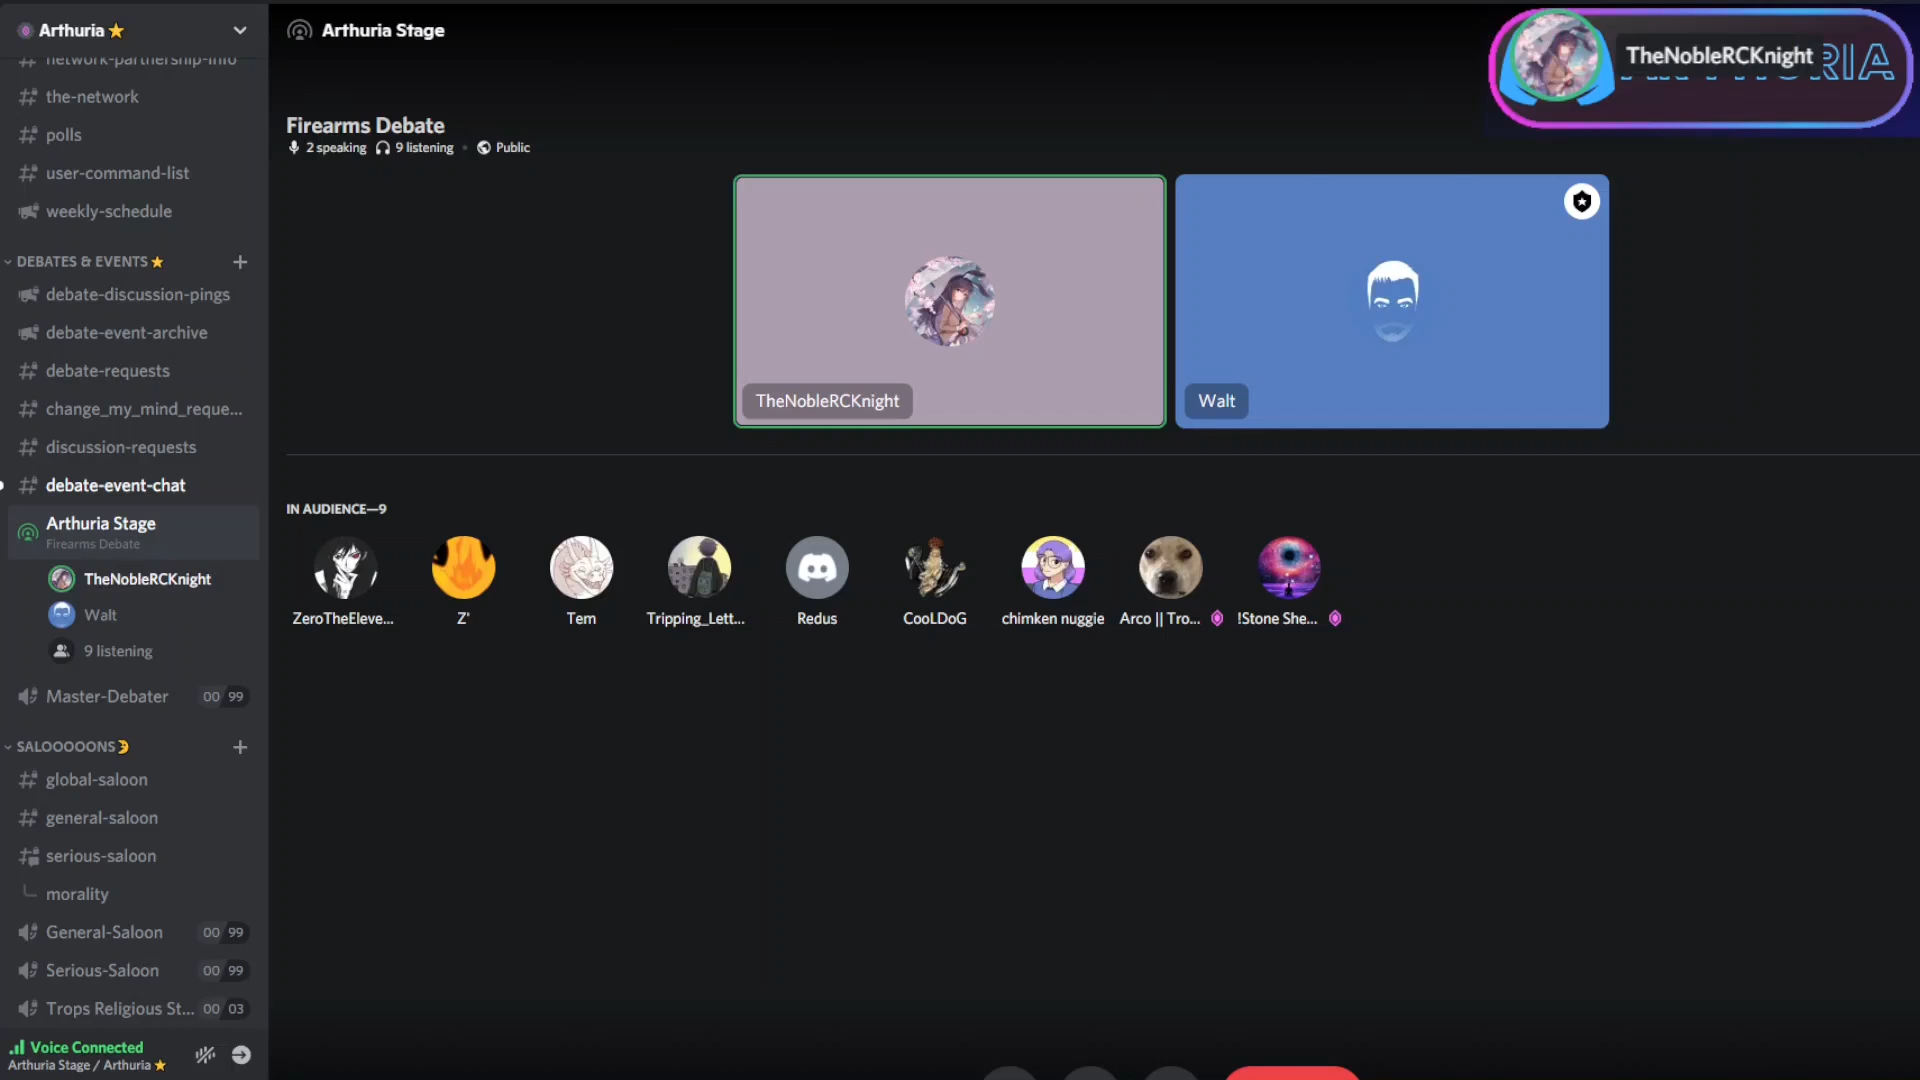 Arthuria
network-partnership-info
the-network
polls
user-command-list
weekly-schedule
DEBATES & EVENTS
debate-discussion-pings
debate-event-archive
debate-requests
change_my_mind_reque...
discussion-requests
debate-event-chat
Arthuria Stage
Firearms Debate
TheNobleRCKnight
Walt
9 listening
Master-Debater 00 99
SALOOOOONS
global-saloon
general-saloon
serious-saloon
morality
General-Saloon 00 99
Serious-Saloon 00 99
Trops Religious St... 00 03
Voice Connected
Arthuria Stage / Arthuria
Arthuria Stage
TheNobleRCKnight
Firearms Debate
2 speaking 9 listening • Public
TheNobleRCKnight
Walt
IN AUDIENCE—9
ZeroTheEleve... Z' Tem Tripping_Lett... Redus CooLDoG chimken nuggie Arco || Tro... !Stone She...